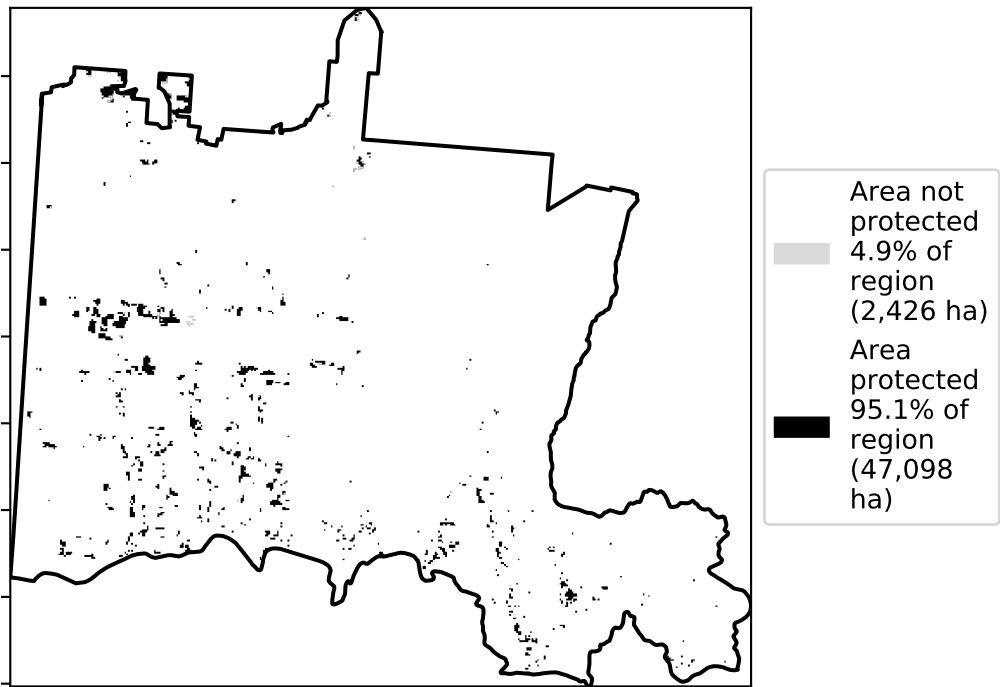 Area not
protected
4.9% of
region
(2,426 ha)
Area
protected
95.1% of
region
(47,098
ha)